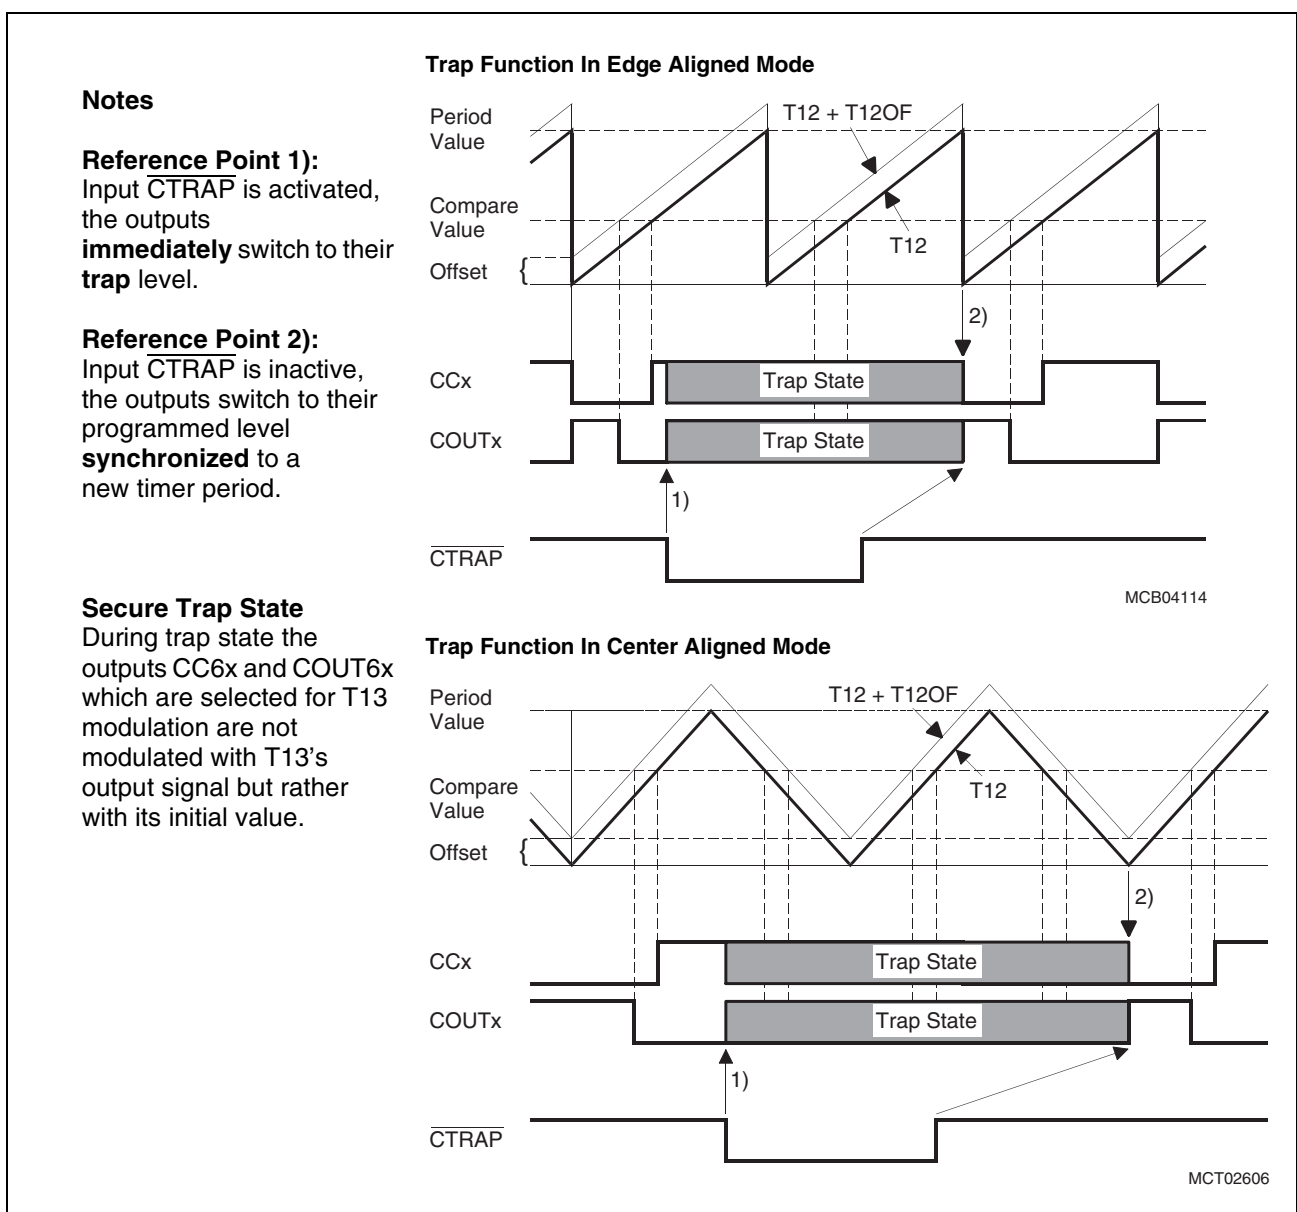 Notes
Reference Point 1):
Input CTRAP is activated,
the outputs
immediately switch to their
trap level.
Reference Point 2):
Input CTRAP is inactive,
the outputs switch to their
programmed level
synchronized to a
new timer period.
Secure Trap State
During trap state the
outputs CC6x and COUT6x
which are selected for T13
modulation are not
modulated with T13's
output signal but rather
with its initial value.
Trap Function In Edge Aligned Mode
Period
Value
T12 + T12OF
Compare
Value
T12
Offset {
2)
CCx
Trap State
COUTx
Trap State
1)
CTRAP
MCB04114
Trap Function In Center Aligned Mode
Period
Value
T12 + T12OF
Compare
Value
T12
Offset {
2)
CCx
Trap State
COUTx
Trap State
1)
CTRAP
MCT02606